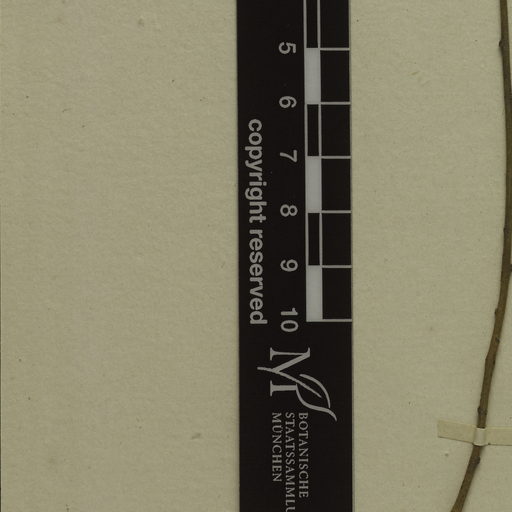 5
6
7
8
9
10
copyright reserved
M
BOTANISCHE
STAATSSAMMLU
MÜNCHEN